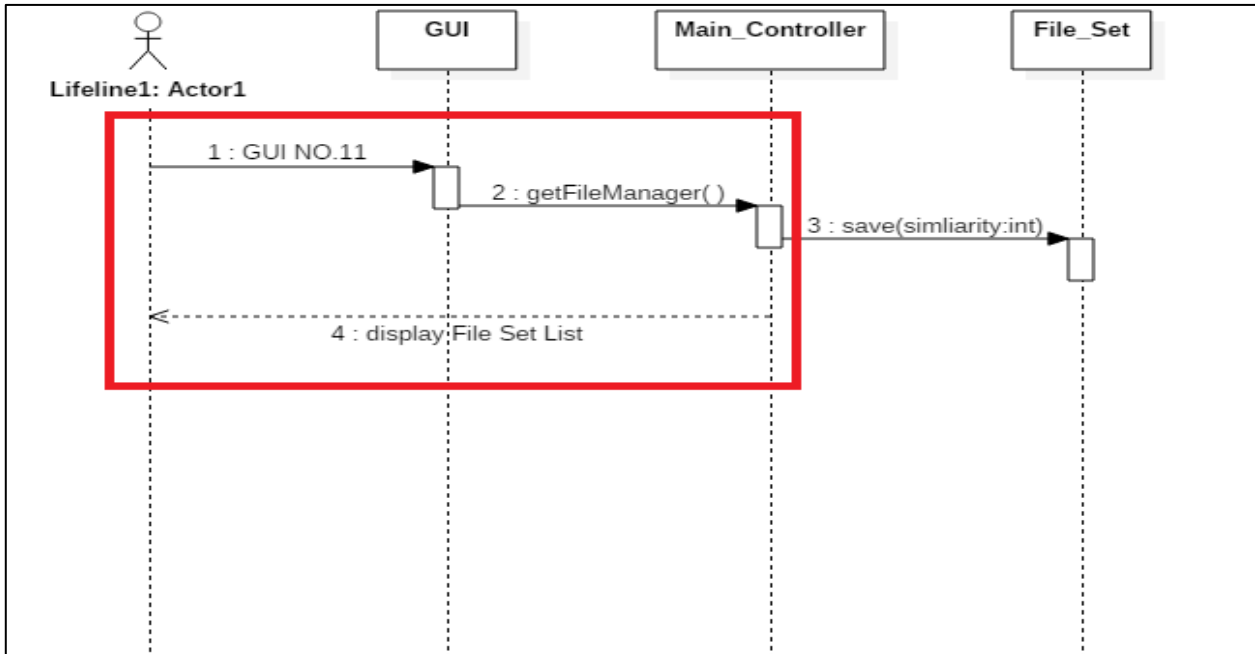 GUI
Main_Controller
File_Set
Lifeline1: Actor1
1 : GUI NO.11
2 : getFileManager( )
3 : save(simliarity:int)
4 : display File Set List